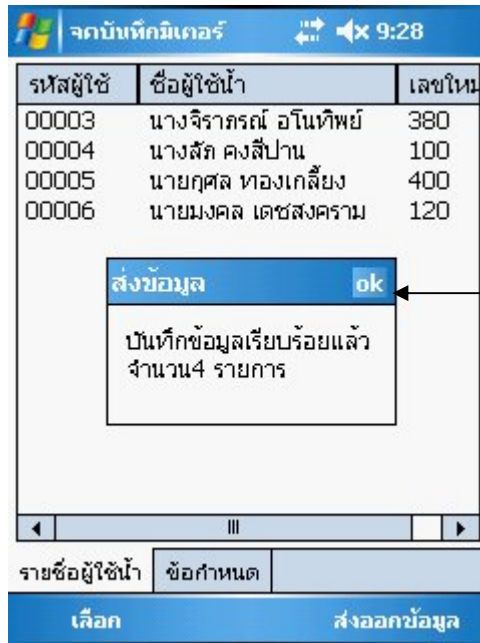 จดบันทึกมิเตอร์ 9:28
รหัสผู้ใช้ ชื่อผู้ใช้น้ำ เลขใหม
00003 นางจิราภรณ์ อโนทิพย์ 380
00004 นางลัภ คงสีปาน 100
00005 นายกุศล ทองเกลี้ยง 400
00006 นายมงคล เดชสงคราม 120
ส่งข้อมูล ok
บันทึกข้อมูลเรียบร้อยแล้ว
จำนวน4 รายการ
รายชื่อผู้ใช้น้ำ ข้อกำหนด
เลือก ส่งออกข้อมูล